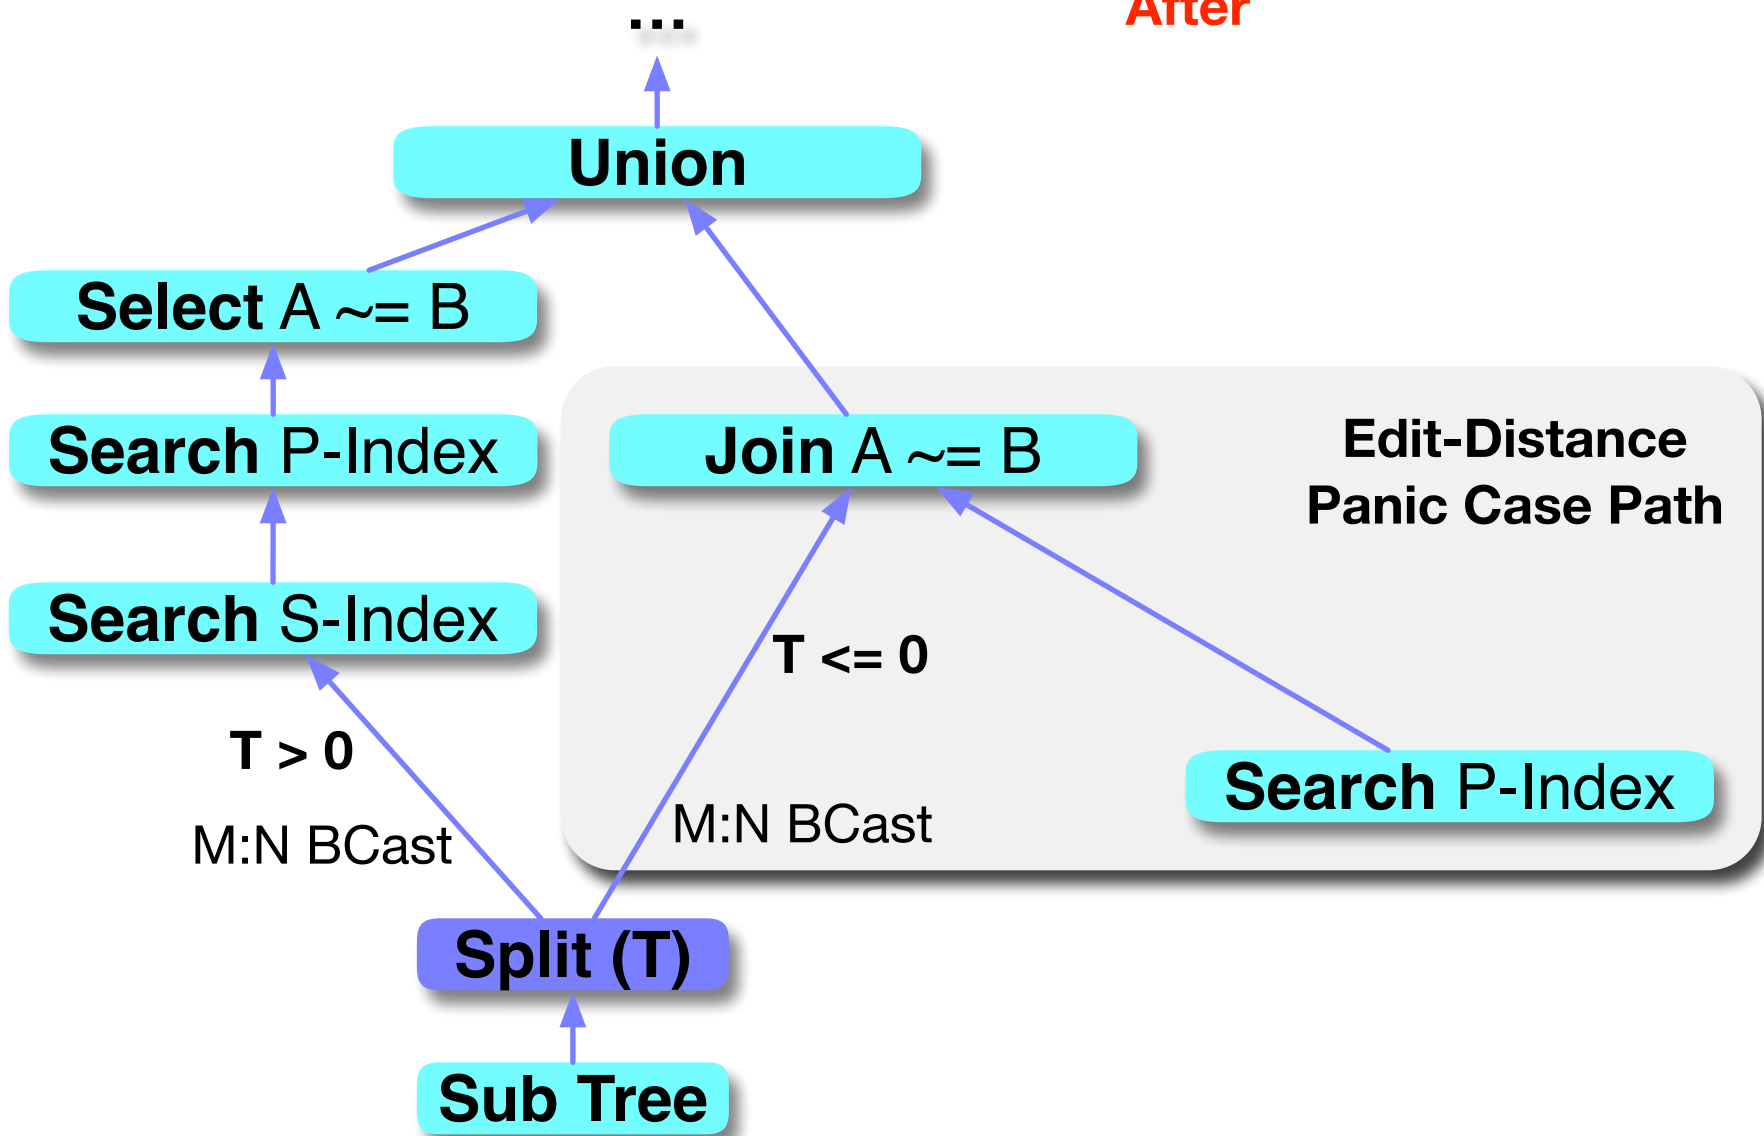 ...
After
Union
Select A ~= B
Search P-Index
Join A ~= B
Edit-Distance
Panic Case Path
Search S-Index
T <= 0
T > 0
Search P-Index
M:N BCast
M:N BCast
Split (T)
Sub Tree